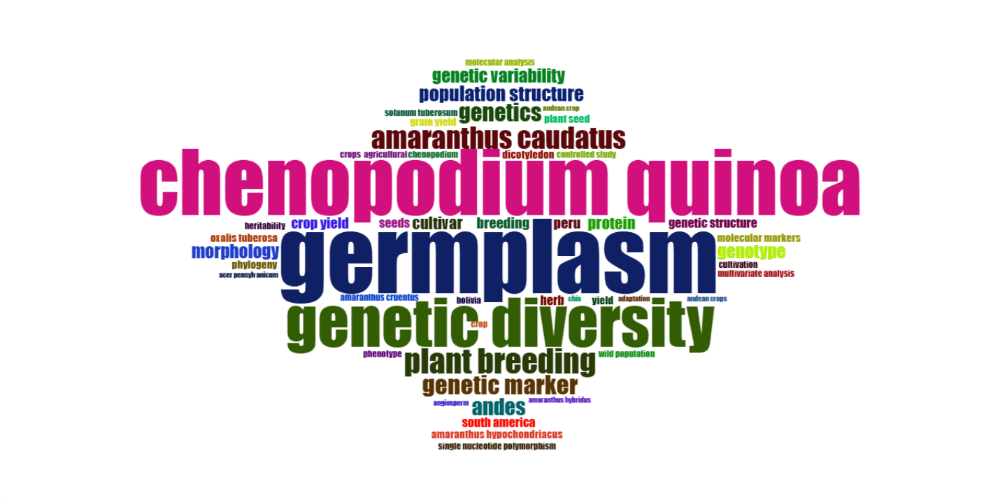 molecular analysis
genetic variability
population structure
solanum tuberosum genetics andean crop
grain yield plant seed
amaranthus caudatus
crops agricultural chenopodium dicotyledon controlled study
chenopodium quinoa
heritability crop yield seeds cultivar breeding peru protein genetic structure
oxalis tuberosa molecular markers
morphology germplasm genotype
phylogeny cultivation
acer pensylvanicum multivariate analysis
amaranthus cruentus bolivia herb chia yield adaptation andean crops
genetic diversity
crop
phenotype plant breeding wild population
genetic marker
angiosperm andes amaranthus hybridus
south america
amaranthus hypochondriacus
single nucleotide polymorphism